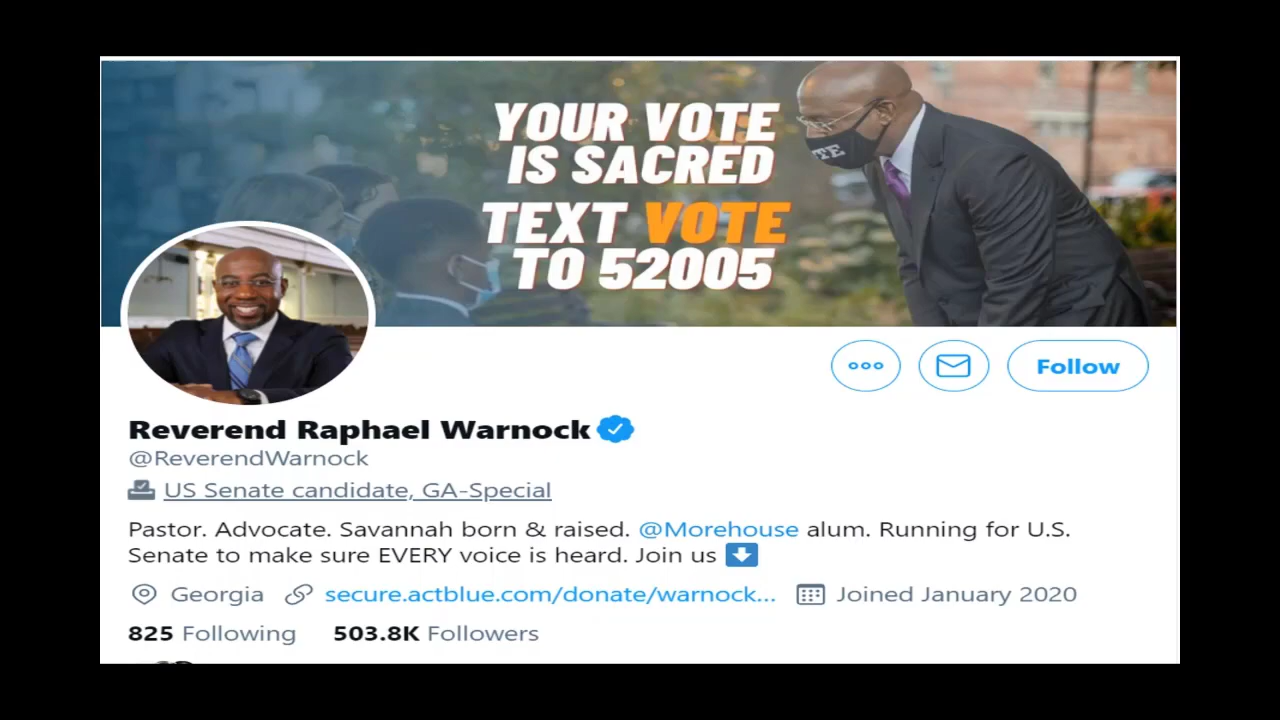 YOUR VOTE
IS SACRED
TEXT VOTE
TO 52005
TE
Follow
Reverend Raphael Warnock
@ReverendWarnock
US Senate candidate, GA-Special
Pastor. Advocate. Savannah born & raised. @Morehouse alum. Running for U.S.
Senate to make sure EVERY voice is heard. Join us
Georgia secure.actblue.com/donate/warnock... Joined January 2020
825 Following 503.8K Followers